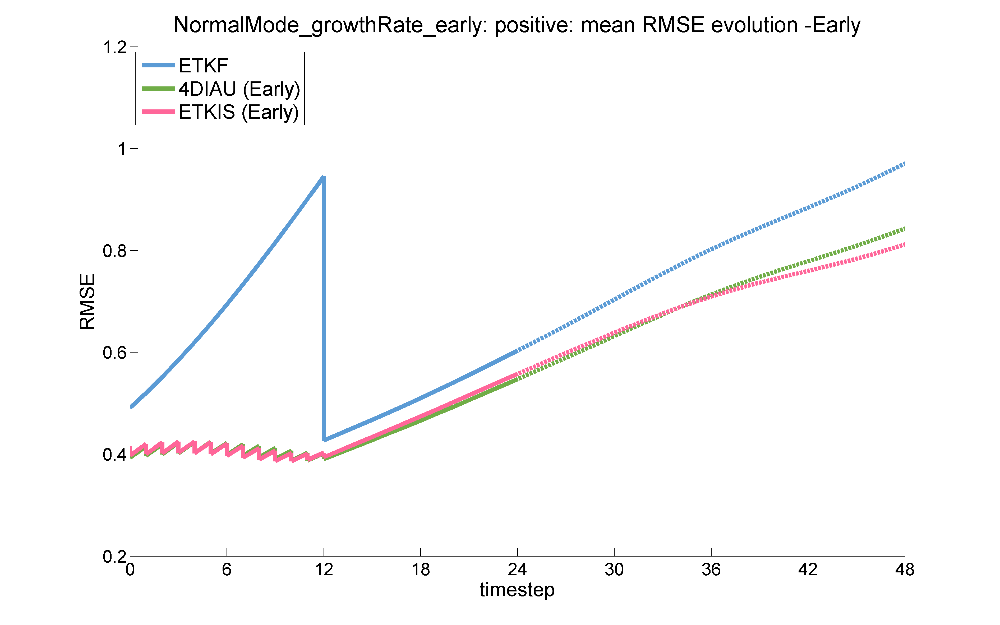 NormalMode_growthRate_early: positive: mean RMSE evolution -Early
1.2
ETKF
4DIAU (Early)
ETKIS (Early)
1
0.8
RMSE
0.6
0.4
0.2
0 6 12 18 24 30 36 42 48
timestep